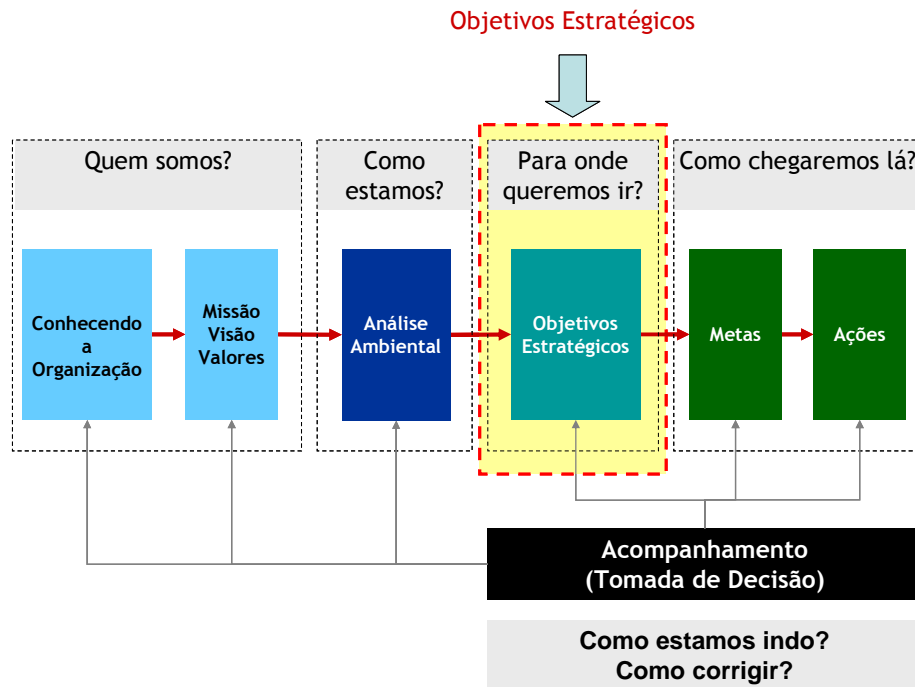 Objetivos Estratégicos
Quem somos?
Como
estamos?
Para onde
queremos ir?
Como chegaremos lá?
Conhecendo
a
Organização
Missão
Visão
Valores
Análise
Ambiental
Objetivos
Estratégicos
Metas
Ações
Acompanhamento
(Tomada de Decisão)
Como estamos indo?
Como corrigir?